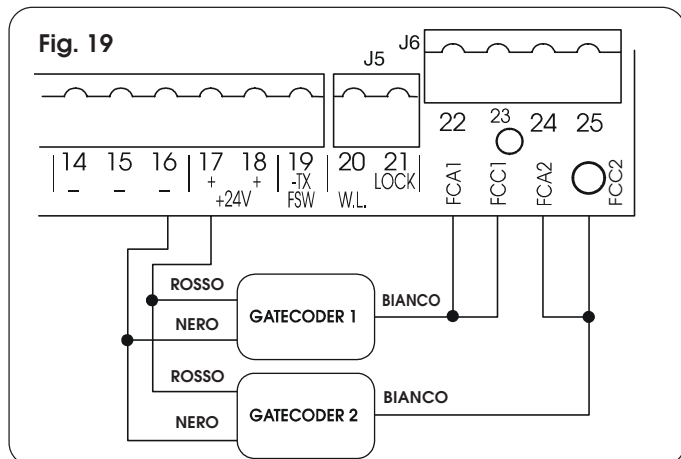 Fig. 19
J5
J6
14 15 16 17 18 19 20 21 22 23 24 25
– – – + + -TX LOCK
+24V FSW W.L.
FCA1 FCC1 FCA2 FCC2
ROSSO
GATECODER 1
BIANCO
NERO
ROSSO
GATECODER 2
BIANCO
NERO